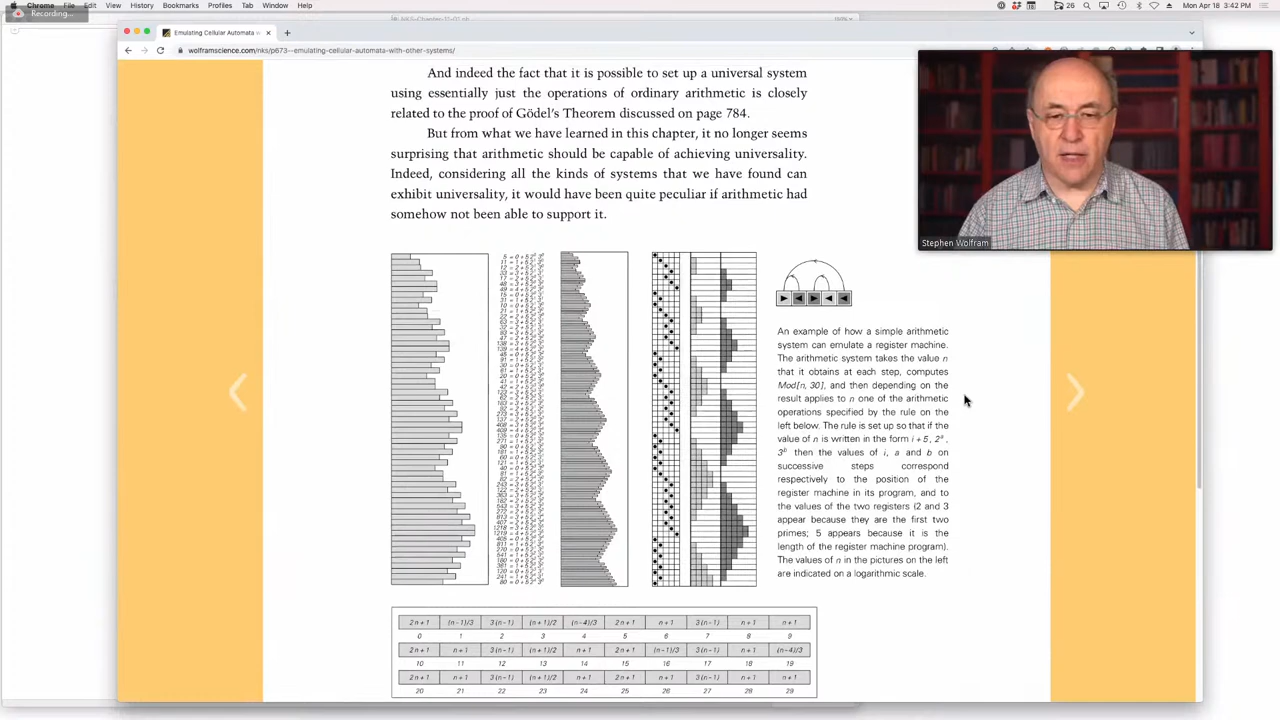 Chrome File Edit View History Bookmarks Profiles Tab Window Help
26
Mon Apr 18 3:42 PM
Recording...
Emulating Cellular Automata
wolframscience.com/nks/p673--emulating-cellular-automata-with-other-systems/
And indeed the fact that it is possible to set up a universal system
using essentially just the operations of ordinary arithmetic is closely
related to the proof of Gödel's Theorem discussed on page 784.
But from what we have learned in this chapter, it no longer seems
surprising that arithmetic should be capable of achieving universality.
Indeed, considering all the kinds of systems that we have found can
exhibit universality, it would have been quite peculiar if arithmetic had
somehow not been able to support it.
Stephen Wolfram
An example of how a simple arithmetic
system can emulate a register machine.
The arithmetic system takes the value n
that it obtains at each step, computes
Mod[n, 30], and then depending on the
result applies to n one of the arithmetic
operations specified by the rule on the
left below. The rule is set up so that if the
value of n is written in the form i + 5, 2ᵃ,
3ᵇ then the values of i, a and b on
successive steps correspond
respectively to the position of the
register machine in its program, and to
the values of the two registers (2 and 3
appear because they are the first two
primes; 5 appears because it is the
length of the register machine program).
The values of n in the pictures on the left
are indicated on a logarithmic scale.
2n+1 (n-1)/3 3(n-1) (n+1)/2 (n-4)/3 2n+1 n+1 3(n-1) n+1 n+1
0 1 2 3 4 5 6 7 8 9
2n+1 n+1 3(n-1) (n+1)/2 n+1 2n+1 (n-1)/3 3(n-1) n+1 (n-4)/3
10 11 12 13 14 15 16 17 18 19
2n+1 n+1 3(n-1) (n+1)/2 n+1 2n+1 n+1 3(n-1) n+1 n+1
20 21 22 23 24 25 26 27 28 29